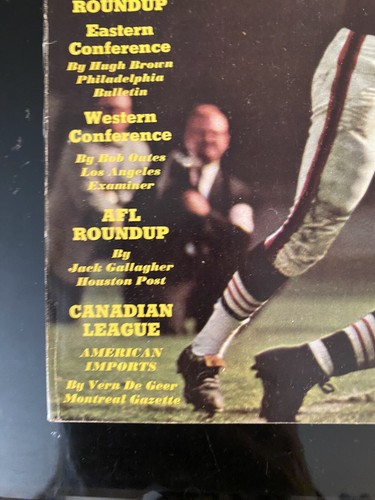 ROUNDUP
Eastern
Conference
By Hugh Brown
Philadelphia
Bulletin
Western
Conference
By Bob Oates
Los Angeles
Examiner
AFL
ROUNDUP
By
Jack Gallagher
Houston Post
CANADIAN
LEAGUE
AMERICAN
IMPORTS
By Vern De Geer
Montreal Gazette